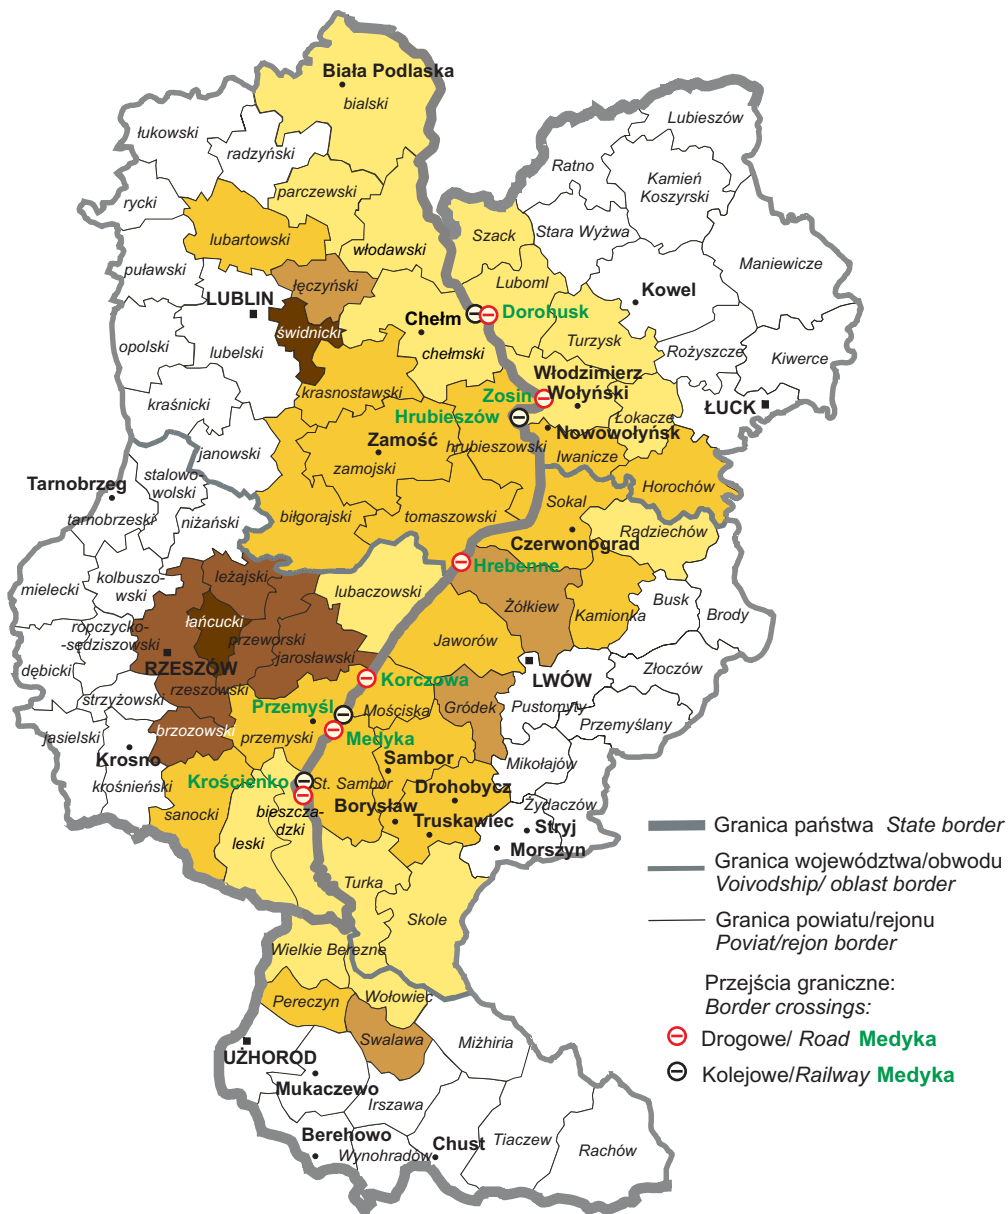 Biała Podlaska
bialski
łukowski
radzyński
Lubieszów
Ratno
Kamień
Koszyrski
rycki
parczewski
lubartowski
włodawski
Szack
Stara Wyżwa
Maniewicze
puławski
łęczyński
Luboml
Kowel
LUBLIN
Chełm
Dorohusk
świdnicki
Turzysk
opolski
lubelski
chełmski
Rożyszcze
Kiwerce
kraśnicki
krasnostawski
Włodzimierz
Wołyński
Zosin
Hrubieszów
Łokacze
ŁUCK
Zamość
hrubieszowski
Nowowołyńsk
Iwanicze
janowski
zamojski
stalowo-
wolski
Tarnobrzeg
tarnobrzeski
niżański
biłgorajski
tomaszowski
Sokal
Horochów
Radziechów
Czerwonograd
Hrebenne
mielecki
kolbuszo-
wski
leżajski
lubaczowski
Żółkiew
Kamionka
Busk
Brody
ropczycko-
-sędziszowski
łańcucki
przeworski
jarosławski
Jaworów
dębicki
RZESZÓW
rzeszowski
Korczowa
LWÓW
Złoczów
strzyżowski
Przemyśl
Mościska
Gródek
Pustomyty
Przemyślany
jasielski
brzozowski
przemyski
Medyka
Krosno
Sambor
Mikołajów
krośnieński
Krościenko
St. Sambor
Drohobycz
sanocki
bieszcza-
dzki
Borysław
Truskawiec
Żydaczów
Stryj
Morszyn
leski
Turka
Skole
Wielkie Berezne
Pereczyn
Wołowiec
Swalawa
Miżhiria
UŻHOROD
Mukaczewo
Irszawa
Berehowo
Wynohradów
Chust
Tiaczew
Rachów
Granica państwa State border
Granica województwa/obwodu
Voivodship/ oblast border
Granica powiatu/rejonu
Poviat/rejon border
Przejścia graniczne:
Border crossings:
Drogowe/ Road Medyka
Kolejowe/Railway Medyka